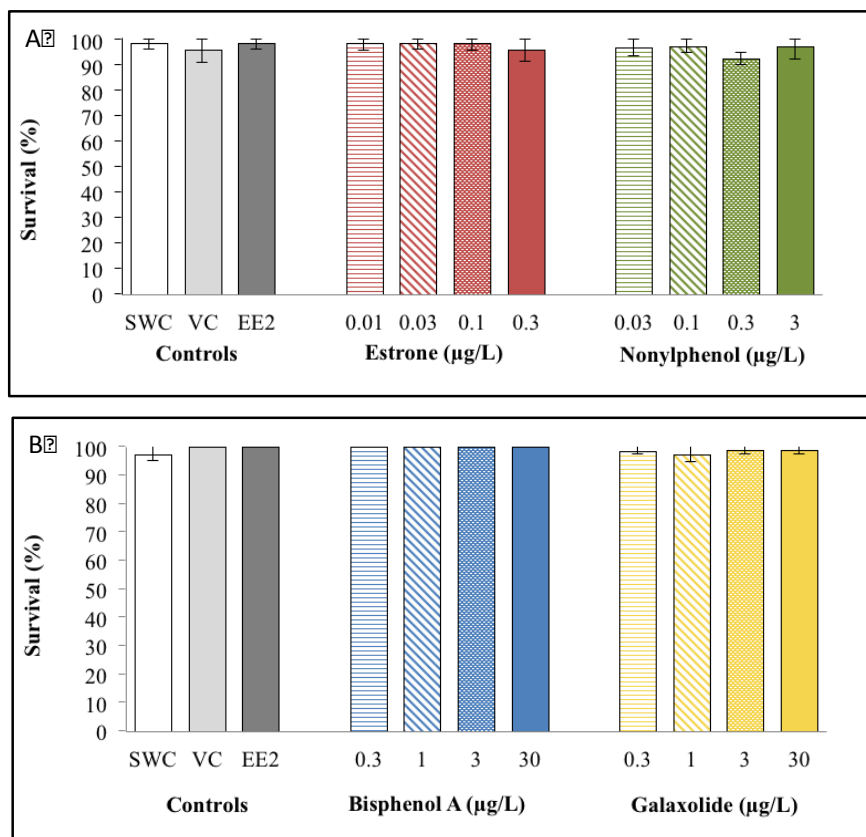 A
100
90
80
70
60
50
40
30
20
10
0
Survival (%)
SWC VC EE2 0.01 0.03 0.1 0.3 0.03 0.1 0.3 3
Controls Estrone (µg/L) Nonylphenol (µg/L)
B
100
90
80
70
60
50
40
30
20
10
0
Survival (%)
SWC VC EE2 0.3 1 3 30 0.3 1 3 30
Controls Bisphenol A (µg/L) Galaxolide (µg/L)